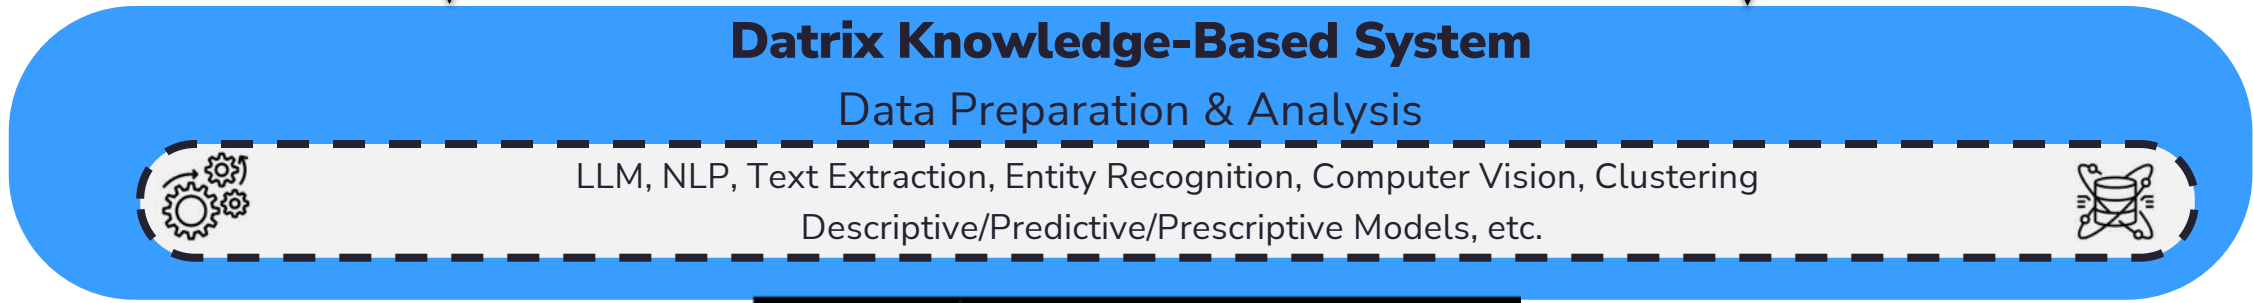 Datrix Knowledge-Based System
Data Preparation & Analysis
LLM, NLP, Text Extraction, Entity Recognition, Computer Vision, Clustering
Descriptive/Predictive/Prescriptive Models, etc.